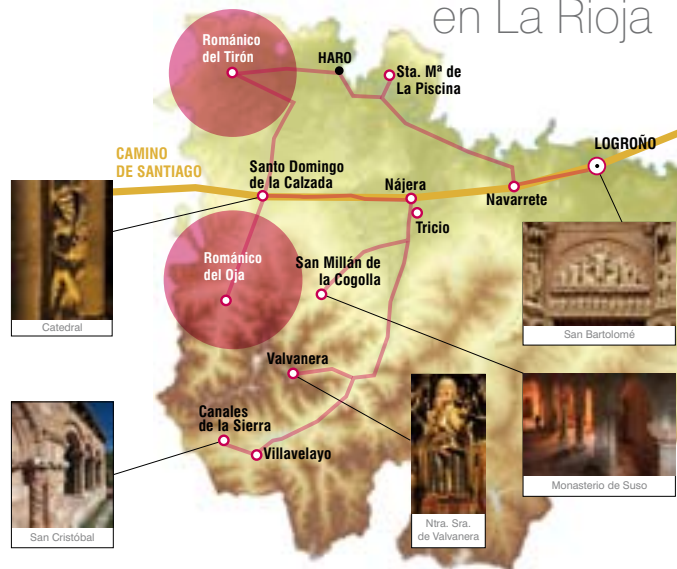 en La Rioja
Románico
del Tirón
HARO
Sta. Mª de
La Piscina
CAMINO
DE SANTIAGO
LOGROÑO
Santo Domingo
de la Calzada
Nájera
Navarrete
Tricio
Románico
del Oja
San Millán de
la Cogolla
Catedral
San Bartolomé
Valvanera
Canales
de la Sierra
Villavelayo
Monasterio de Suso
San Cristóbal
Ntra. Sra.
de Valvanera